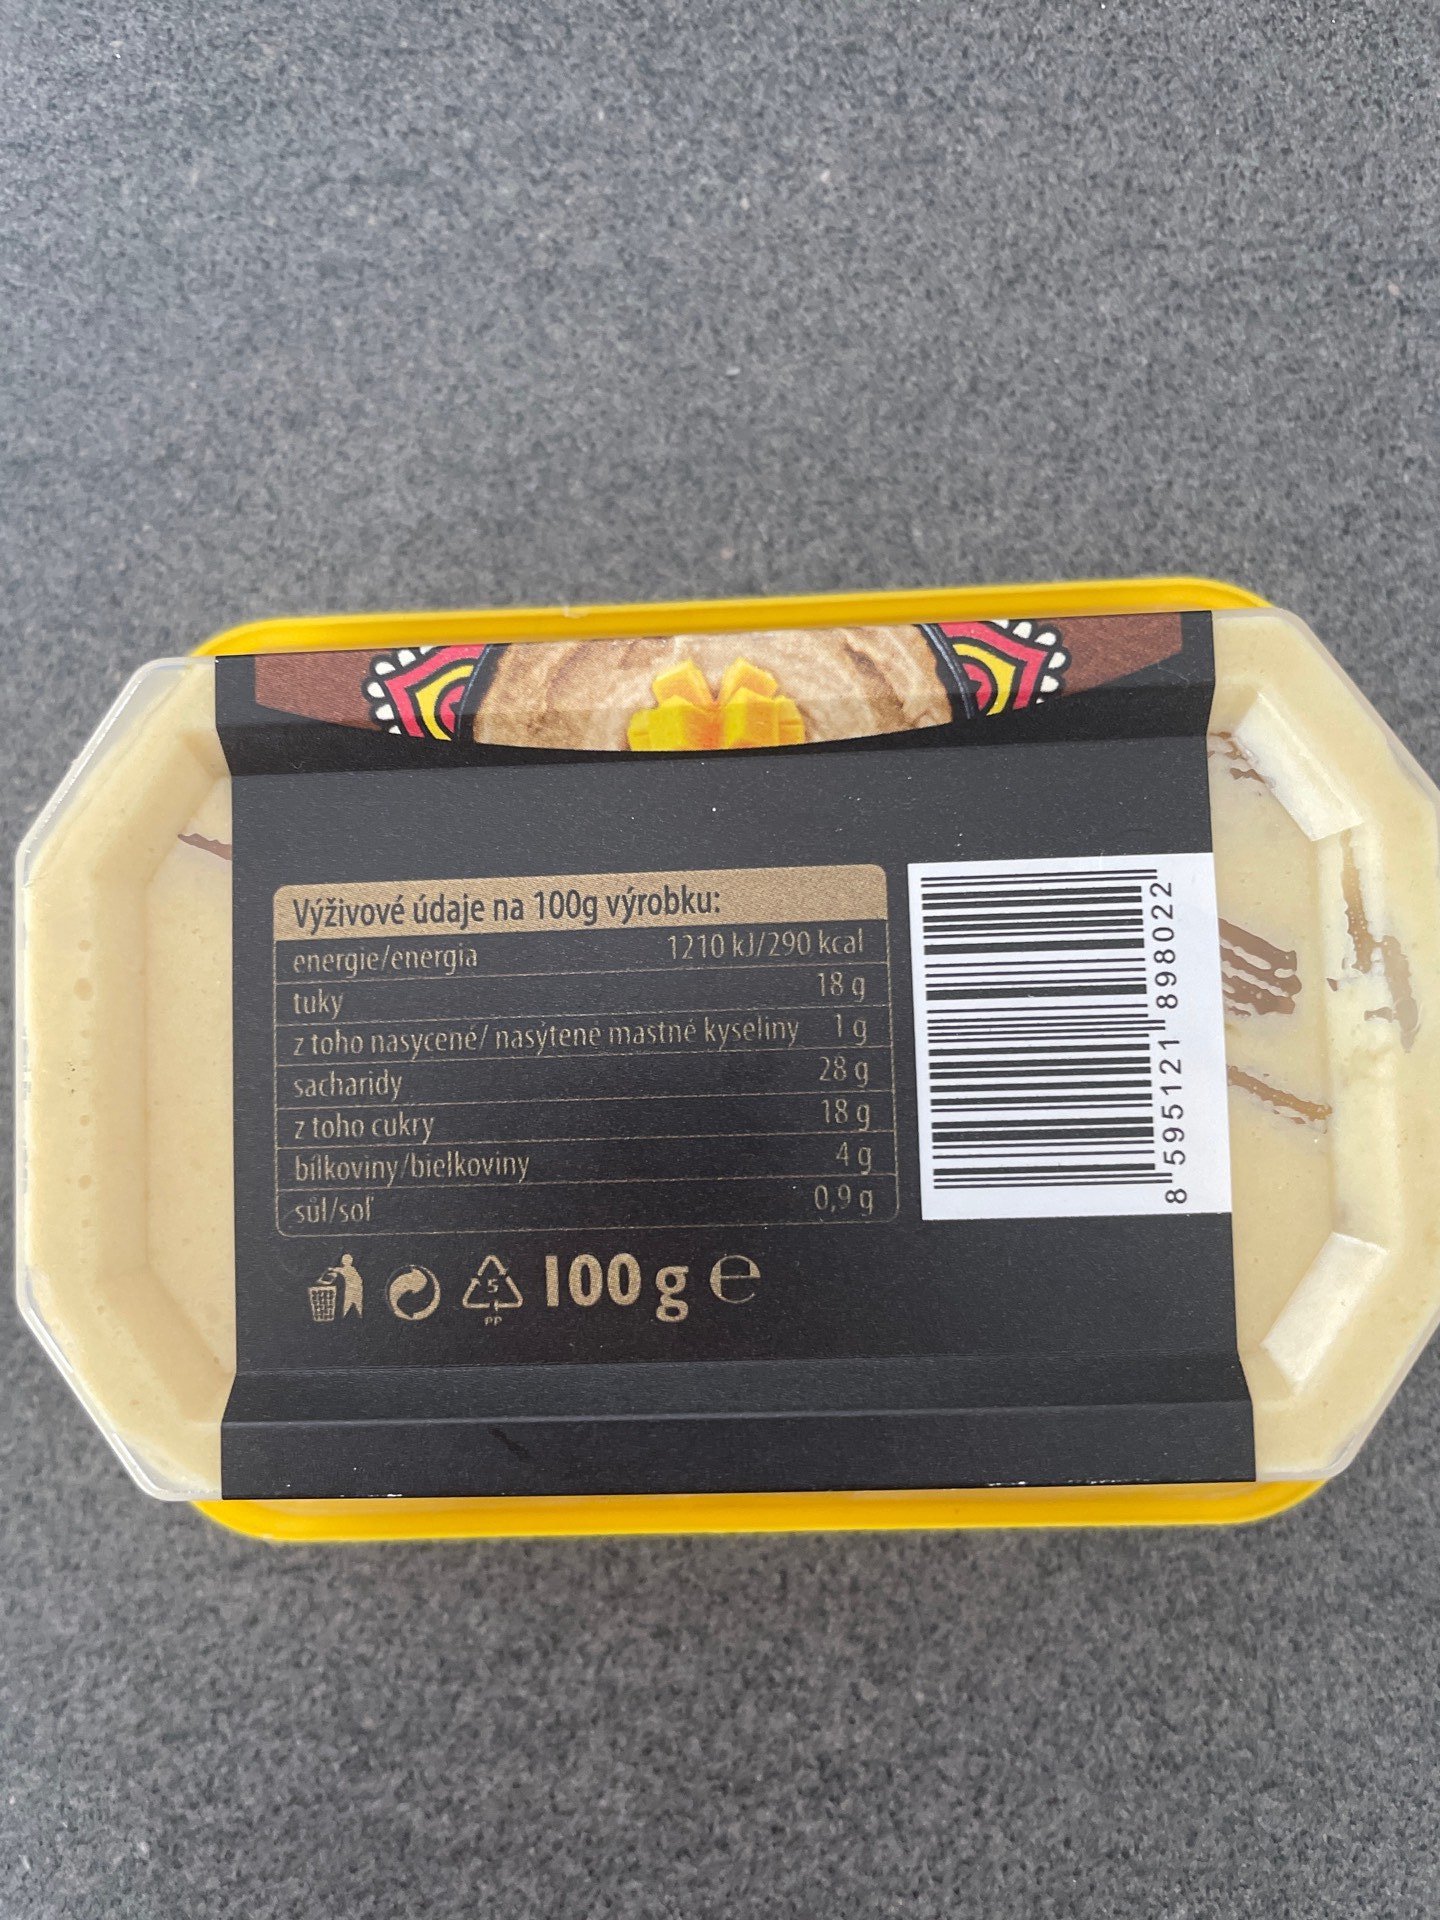 Výživové údaje na 100g výrobku:
energie/energia 1210 kJ/290 kcal
tuky 18 g
z toho nasycené/ nasýtené mastné kyseliny 1 g
sacharidy 28 g
z toho cukry 18 g
bílkoviny/bielkoviny 4 g
sůl/soľ 0,9 g
5
PP
100 g ℮
8 595121 898022